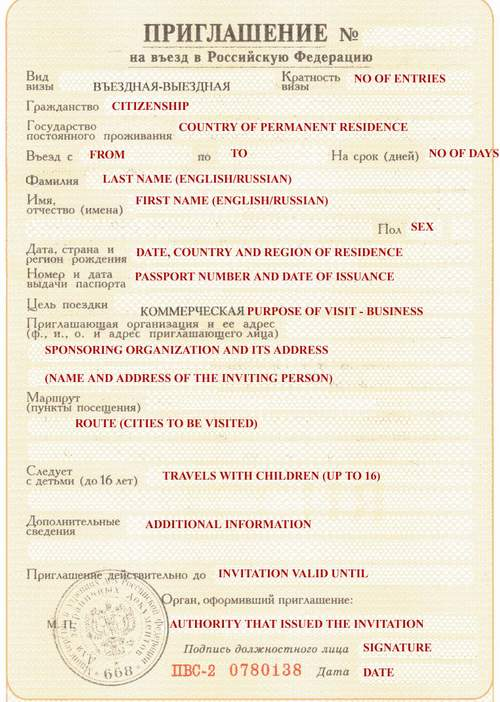 ПРИГЛАШЕНИЕ №
на въезд в Российскую Федерацию
Вид визы ВЪЕЗДНАЯ-ВЫЕЗДНАЯ Кратность визы NO OF ENTRIES
Гражданство CITIZENSHIP
Государство постоянного проживания COUNTRY OF PERMANENT RESIDENCE
Въезд с FROM по TO На срок (дней) NO OF DAYS
Фамилия LAST NAME (ENGLISH/RUSSIAN)
Имя, отчество (имена) FIRST NAME (ENGLISH/RUSSIAN)
Пол SEX
Дата, страна и регион рождения DATE, COUNTRY AND REGION OF RESIDENCE
Номер и дата выдачи паспорта PASSPORT NUMBER AND DATE OF ISSUANCE
Цель поездки КОММЕРЧЕСКАЯ PURPOSE OF VISIT - BUSINESS
Приглашающая организация и ее адрес
(ф., и., о. и адрес приглашающего лица)
SPONSORING ORGANIZATION AND ITS ADDRESS
(NAME AND ADDRESS OF THE INVITING PERSON)
Маршрут
(пункты посещения)
ROUTE (CITIES TO BE VISITED)
Следует с детьми (до 16 лет) TRAVELS WITH CHILDREN (UP TO 16)
Дополнительные сведения ADDITIONAL INFORMATION
Приглашение действительно до INVITATION VALID UNTIL
Орган, оформивший приглашение:
М.П. AUTHORITY THAT ISSUED THE INVITATION
Подпись должностного лица SIGNATURE
ПВС-2 0780138 Дата DATE
668